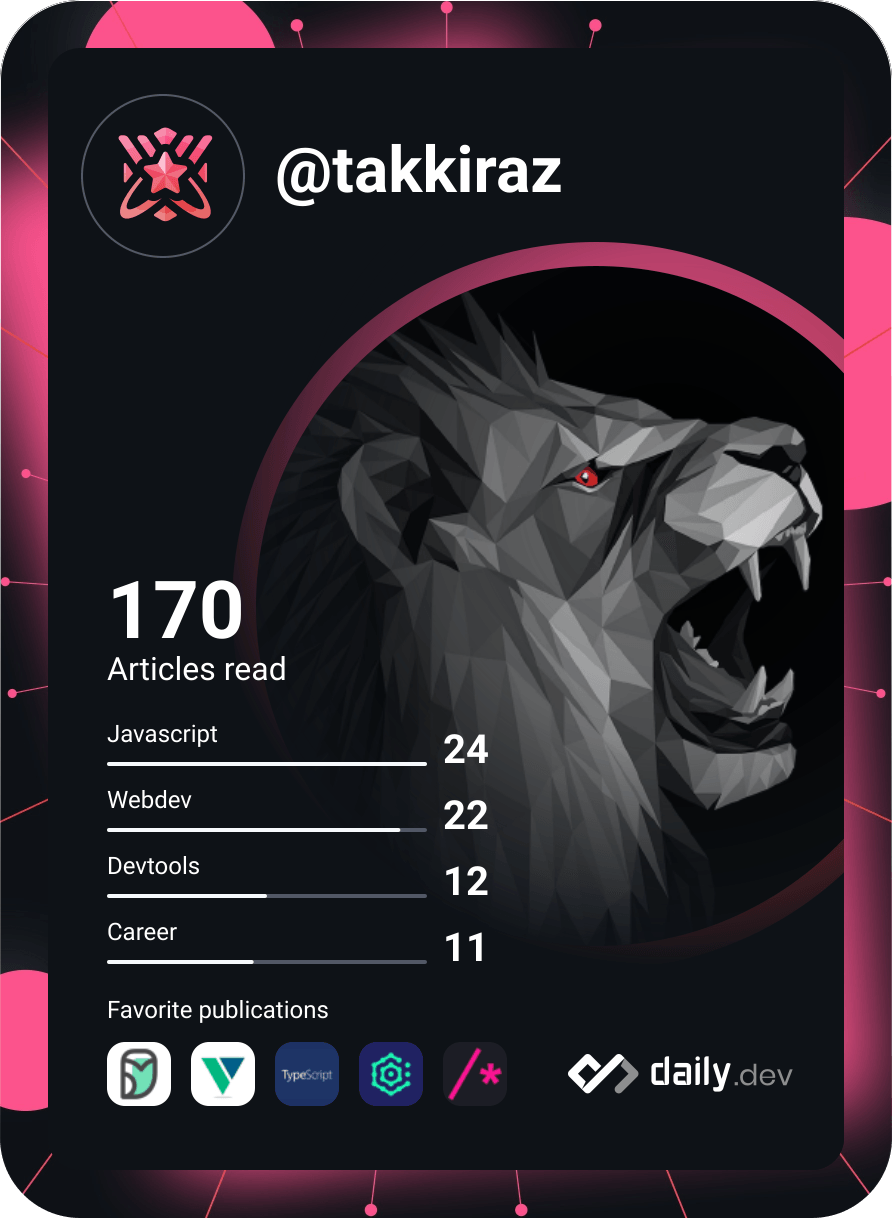 @takkiraz
170
Articles read
Javascript
24
Webdev
22
Devtools
12
Career
11
Favorite publications
TypeScript
/*
daily.dev